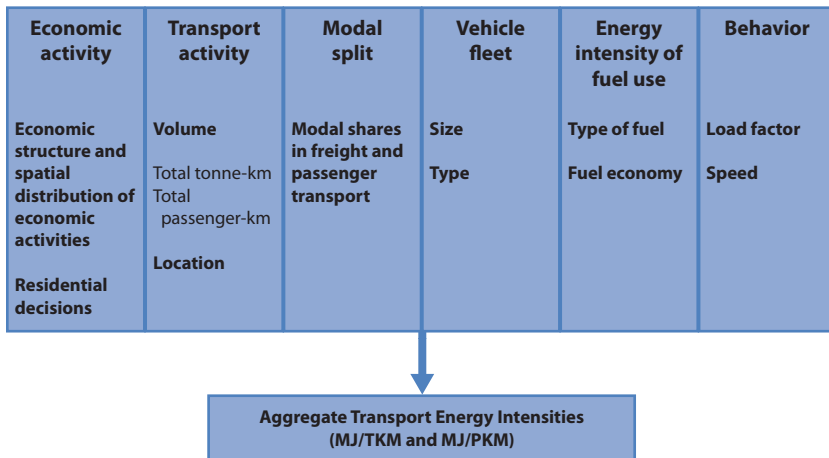 Economic
activity
Economic
structure and
spatial
distribution of
economic
activities
Residential
decisions
Transport
activity
Volume
Total tonne-km
Total
passenger-km
Location
Modal
split
Modal shares
in freight and
passenger
transport
Vehicle
fleet
Size
Type
Energy
intensity of
fuel use
Type of fuel
Fuel economy
Behavior
Load factor
Speed
Aggregate Transport Energy Intensities
(MJ/TKM and MJ/PKM)